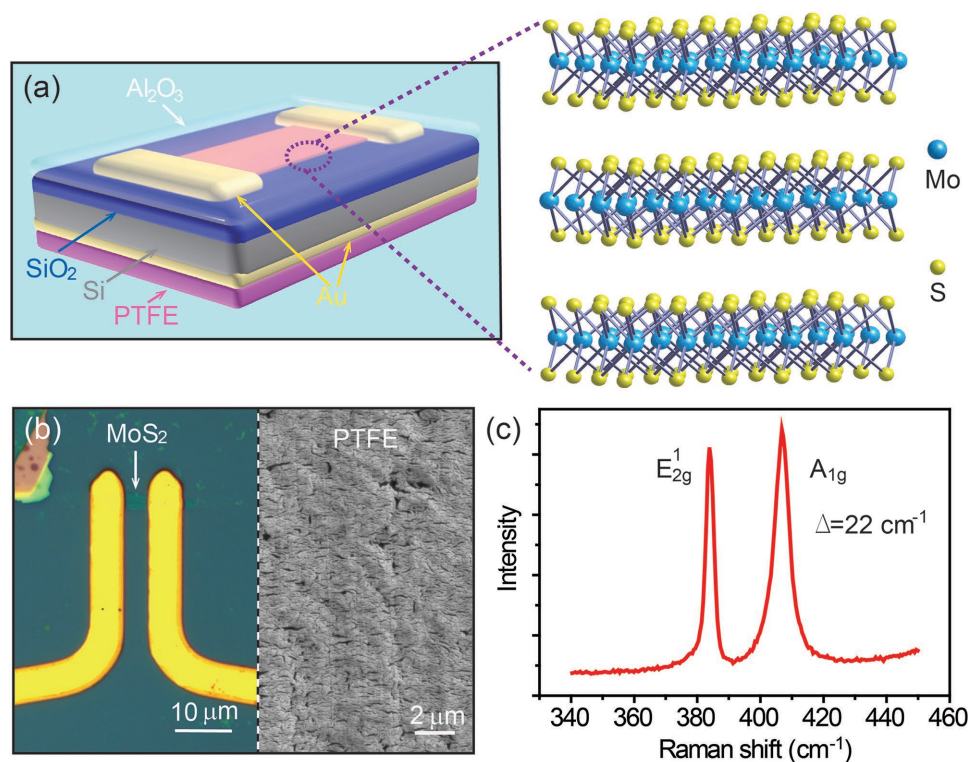 (a)
Al₂O₃
SiO₂
Si
PTFE
Au
Mo
S
(b)
MoS₂
10 μm
PTFE
2 μm
(c)
E¹₂g
A₁g
Δ=22 cm⁻¹
Intensity
340 360 380 400 420 440 460
Raman shift (cm⁻¹)